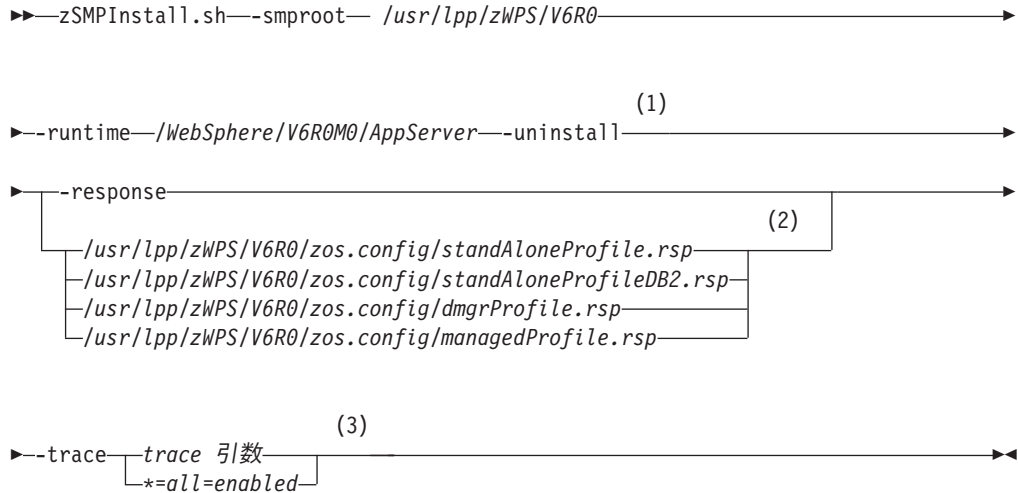 zSMPInstall.sh -smproot /usr/lpp/zWPS/V6R0
(1)
-runtime /WebSphere/V6R0M0/AppServer -uninstall
-response
(2)
/usr/lpp/zWPS/V6R0/zos.config/standAloneProfile.rsp
/usr/lpp/zWPS/V6R0/zos.config/standAloneProfileDB2.rsp
/usr/lpp/zWPS/V6R0/zos.config/dmgrProfile.rsp
/usr/lpp/zWPS/V6R0/zos.config/managedProfile.rsp
(3)
-trace trace 引数
*=all=enabled